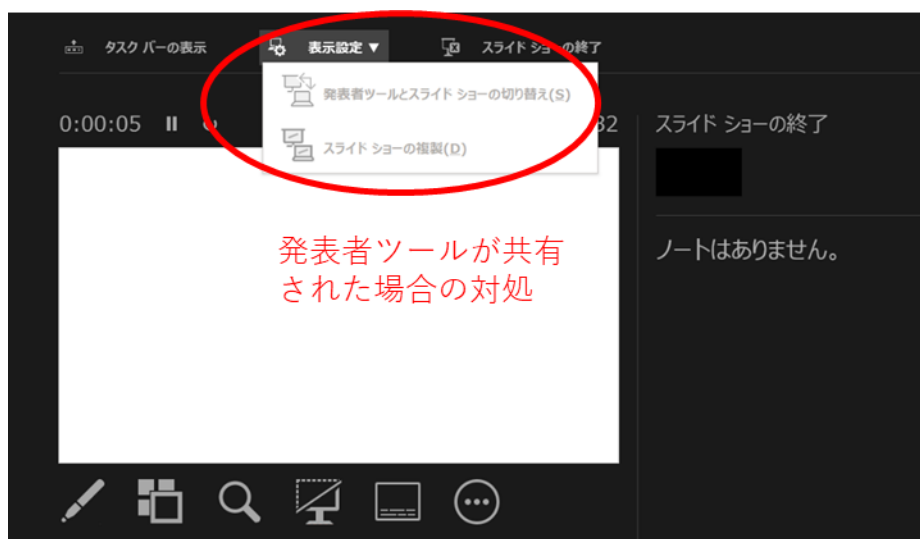 タスク バーの表示 表示設定 ▼ スライド ショーの終了
発表者ツールとスライド ショーの切り替え(S)
スライド ショーの複製(D)
0:00:05 32 スライド ショーの終了
発表者ツールが共有
された場合の対処
ノートはありません。